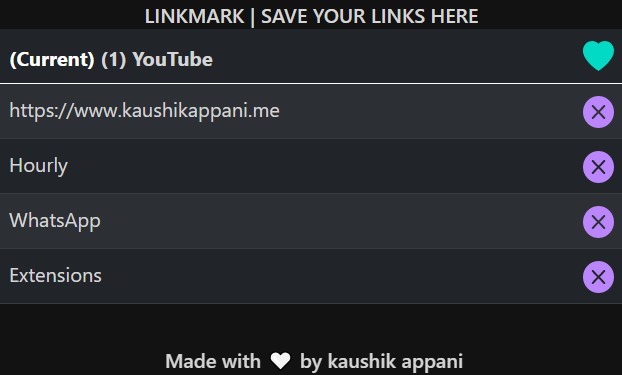 LINKMARK | SAVE YOUR LINKS HERE
(Current) (1) YouTube
https://www.kaushikappani.me
Hourly
WhatsApp
Extensions
Made with ♥ by kaushik appani